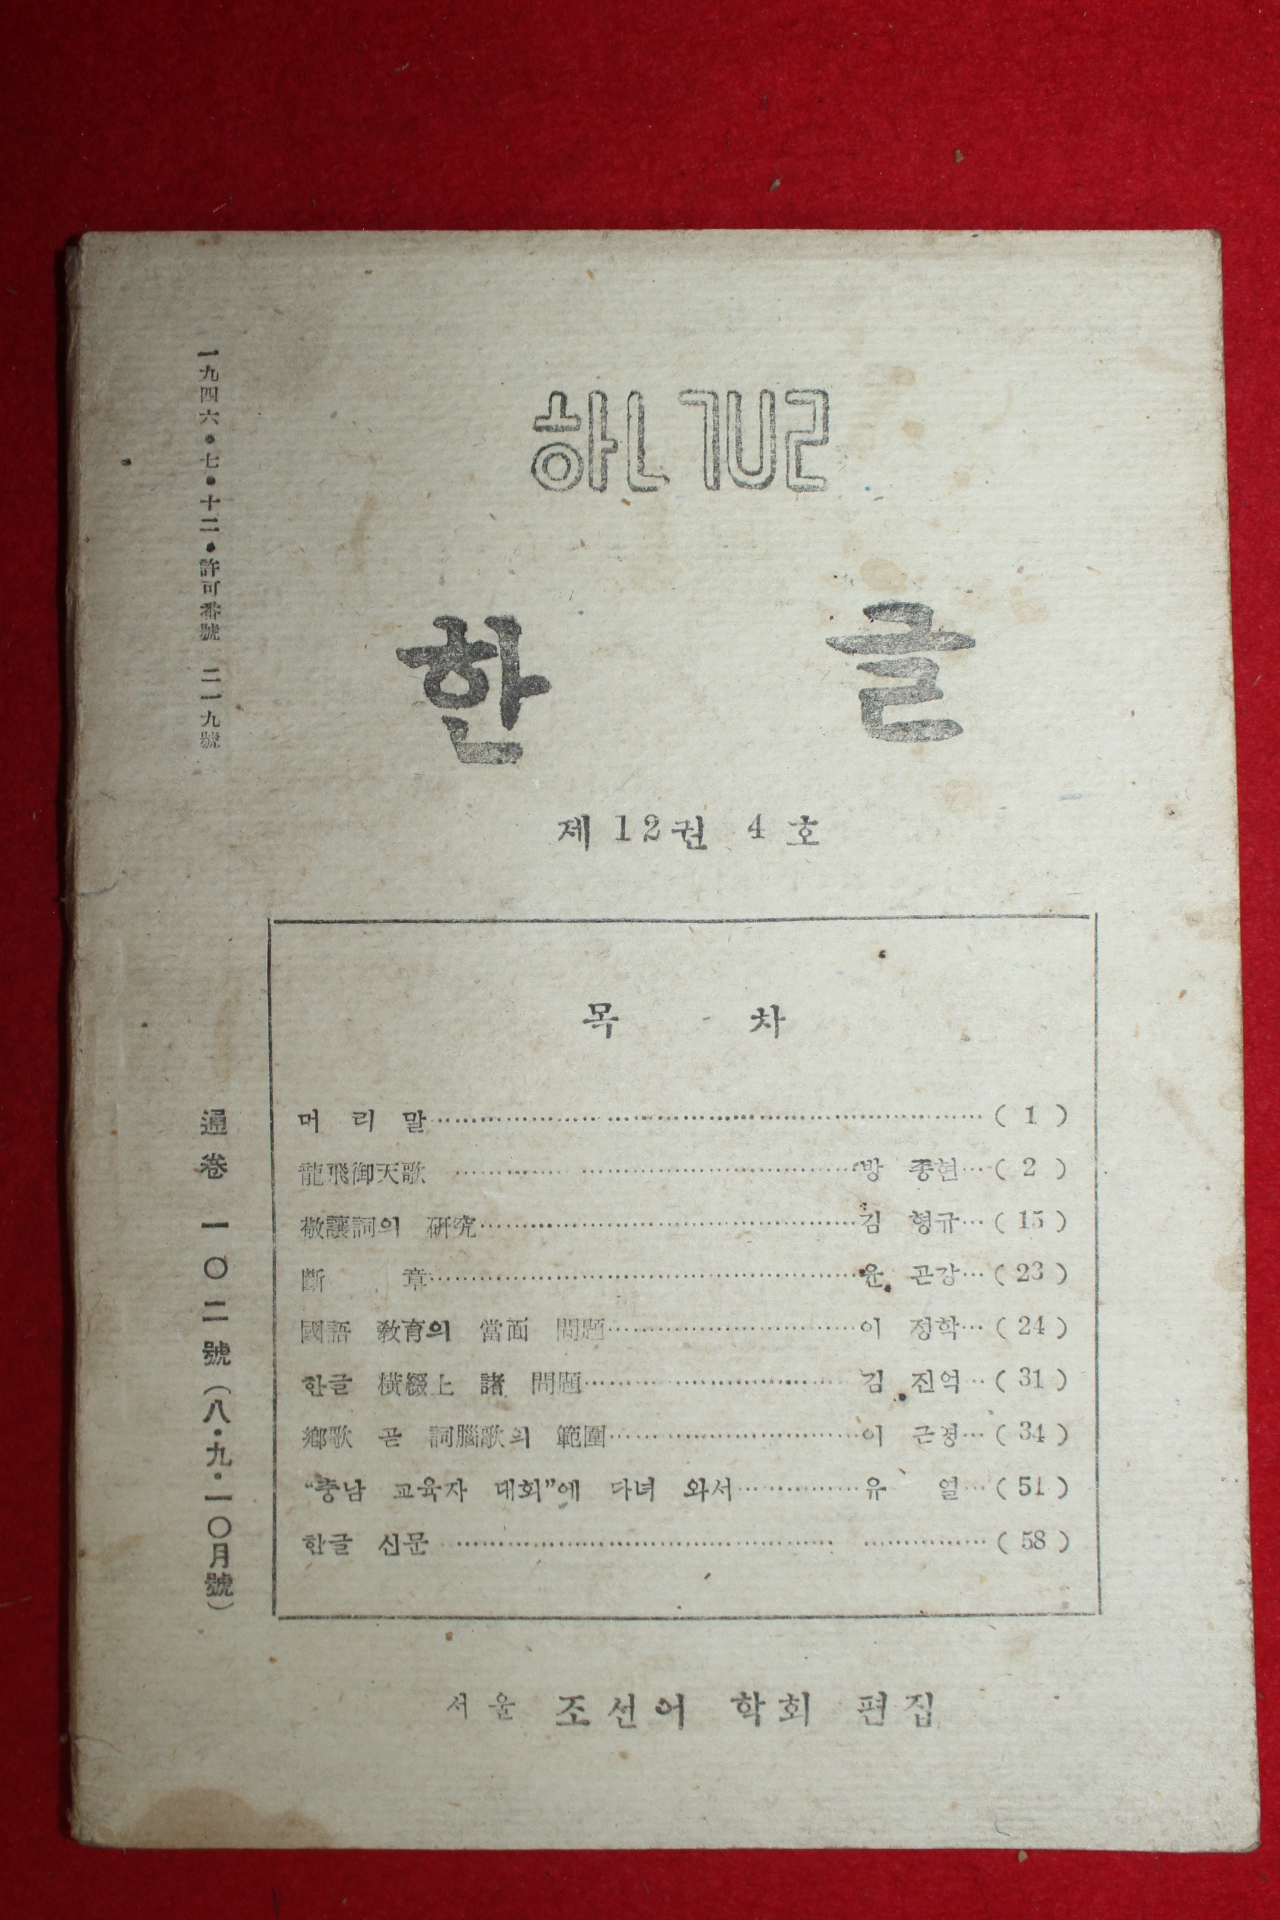 一九四六·七·十二·許可番號 二一九號
하ㄴ ㄱㅡㄹ
한 글
제 12권 4 호
목 차
머 리 말 ( 1 )
龍飛御天歌 방 종현 ( 2 )
敬讓詞의 硏究 김 형규 ( 15 )
斷 章 윤 곤강 ( 23 )
國語 敎育의 當面 問題 이 정학 ( 24 )
한글 橫綴上 諸 問題 김 진억 ( 31 )
鄕歌 곧 詞腦歌의 範圍 이 근영 ( 34 )
“충남 교육자 대회”에 다녀 와서 유 열 ( 51 )
한글 신문 ( 58 )
通卷 一〇二號 (八·九·一〇月號)
서울 조선어 학회 편집